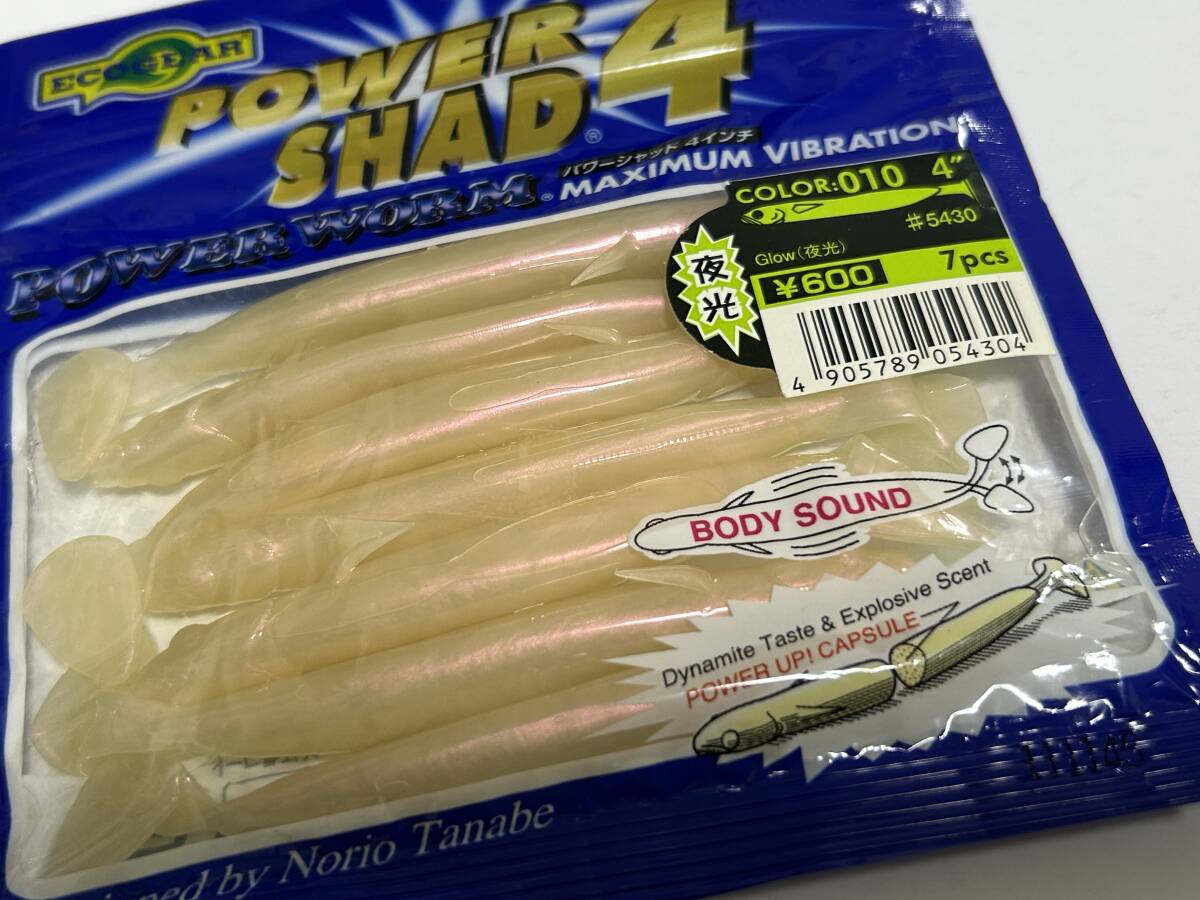 ECOGEAR
POWER
SHAD 4
®
パワーシャッド 4インチ
POWER WORM® MAXIMUM VIBRATION
COLOR:010 4"
#5430
夜光
Glow(夜光)
¥600 7pcs
4 905789 054304
BODY SOUND
Dynamite Taste & Explosive Scent
POWER UP! CAPSULE
by Norio Tanabe